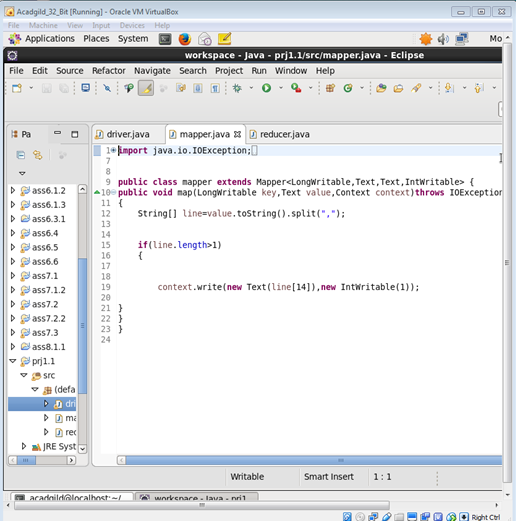 Acadgild_32_Bit [Running] - Oracle VM VirtualBox
File Machine View Input Devices Help
Applications Places System Mo
workspace - Java - prj1.1/src/mapper.java - Eclipse
File Edit Source Refactor Navigate Search Project Run Window Help
Pa
driver.java mapper.java reducer.java
1 import java.io.IOException;
7
8
9 public class mapper extends Mapper<LongWritable,Text,Text,IntWritable> {
10 public void map(LongWritable key,Text value,Context context)throws IOException
11 {
12 String[] line=value.toString().split(",");
13
14
15 if(line.length>1)
16 {
17
18
19 context.write(new Text(line[14]),new IntWritable(1));
20
21 }
22 }
23 }
24
ass6.1.2
ass6.1.3
ass6.3.1
ass6.4
ass6.5
ass6.6
ass7.1
ass7.1.2
ass7.2
ass7.2.2
ass7.3
ass8.1.1
prj1.1
src
(defa
dri
ma
red
JRE Syst
Writable Smart Insert 1 : 1
acadgild@localhost:~/ workspace - Java - prj1
Right Ctrl